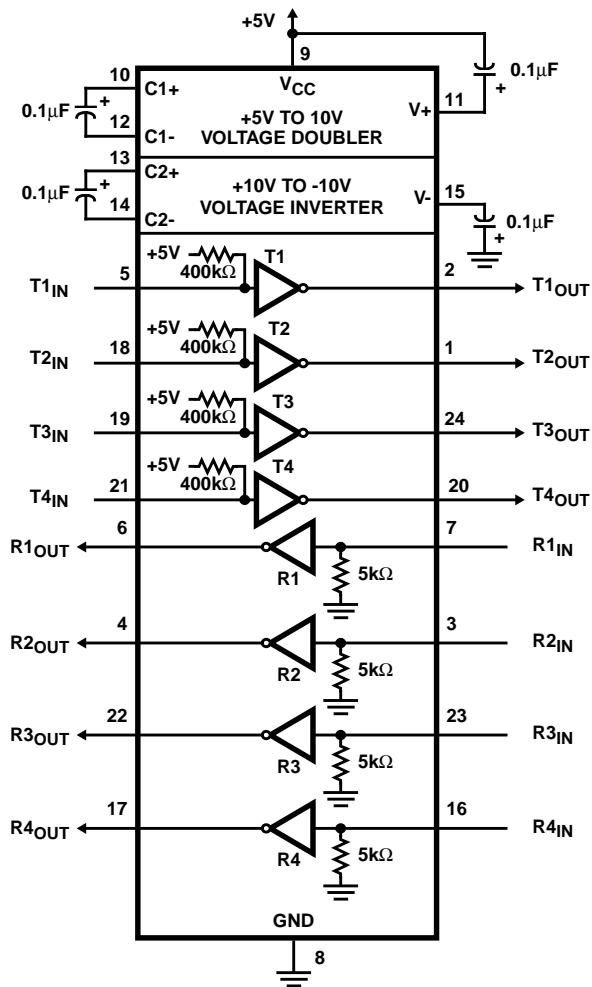 +5V
9
10
C1+
VCC
0.1µF
+
0.1µF
+
11
V+
12
C1-
+5V TO 10V
VOLTAGE DOUBLER
13
C2+
0.1µF
+
+10V TO -10V
VOLTAGE INVERTER
15
V-
14
C2-
0.1µF
+
+5V
400kΩ
T1
5
2
T1IN
T1OUT
+5V
400kΩ
T2
18
1
T2IN
T2OUT
+5V
400kΩ
T3
19
24
T3IN
T3OUT
+5V
400kΩ
T4
21
20
T4IN
T4OUT
6
7
R1OUT
R1IN
R1
5kΩ
4
3
R2OUT
R2IN
R2
5kΩ
22
23
R3OUT
R3IN
R3
5kΩ
17
16
R4OUT
R4IN
R4
5kΩ
GND
8